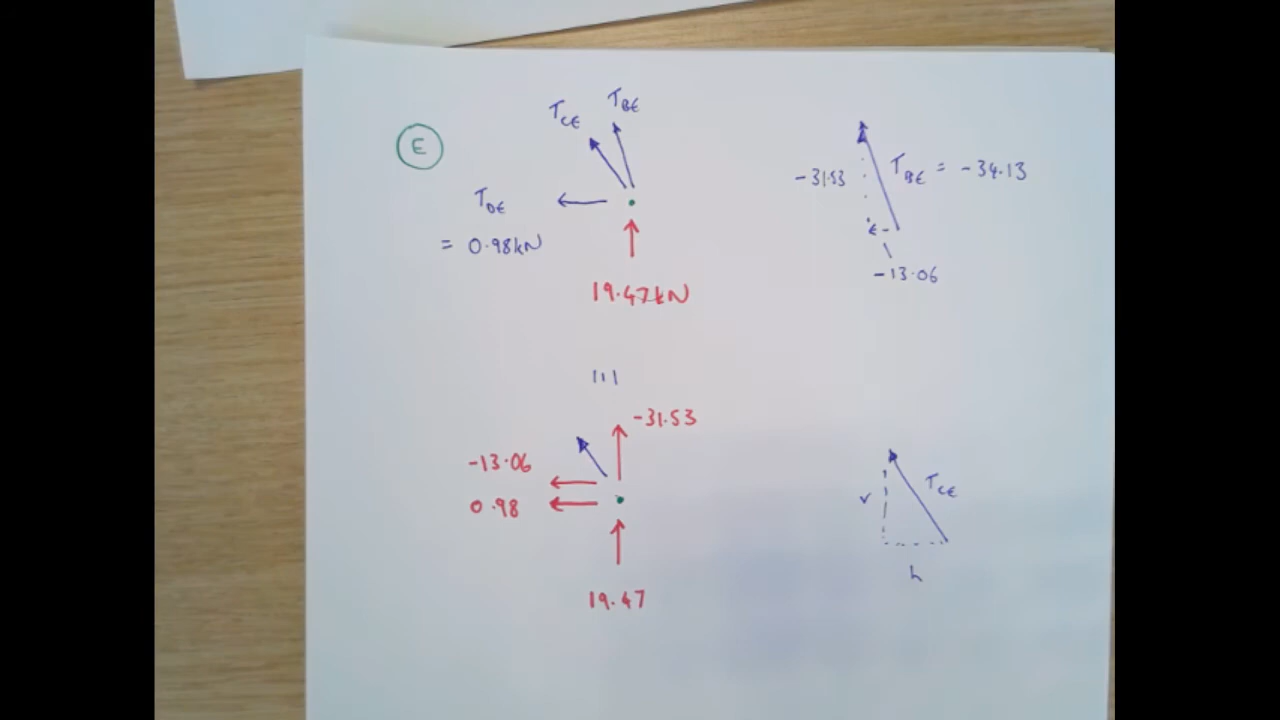 E
T_CE
T_BE
T_DE
= 0.98kN
19.47kN
-31.53
T_BE = -34.13
-13.06
-31.53
-13.06
0.98
19.47
T_CE
v
h